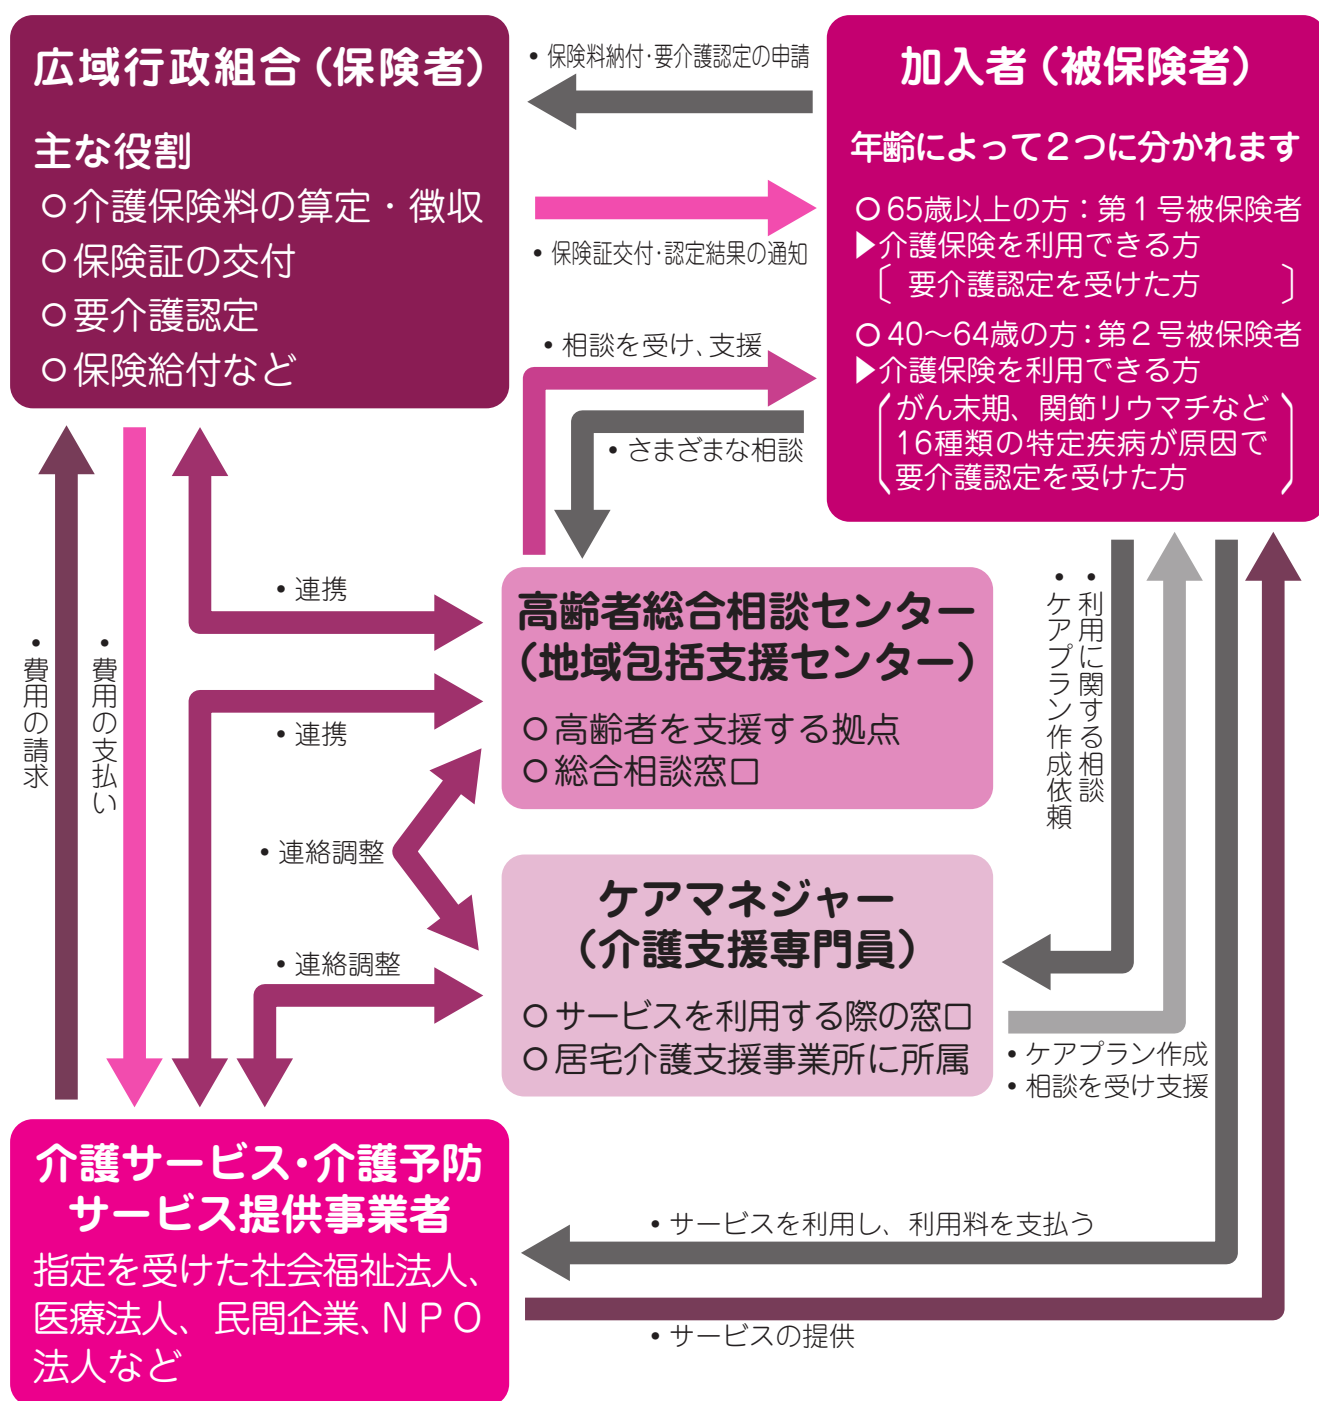 広域行政組合（保険者）
主な役割
○介護保険料の算定・徴収
○保険証の交付
○要介護認定
○保険給付など
・保険料納付・要介護認定の申請
・保険証交付・認定結果の通知
加入者（被保険者）
年齢によって２つに分かれます
○65歳以上の方：第１号被保険者
▶介護保険を利用できる方
〔 要介護認定を受けた方 〕
○40〜64歳の方：第２号被保険者
▶介護保険を利用できる方
がん末期、関節リウマチなど
16種類の特定疾病が原因で
要介護認定を受けた方
・相談を受け、支援
・さまざまな相談
・連携
・連携
・連絡調整
・連絡調整
・費用の請求
・費用の支払い
高齢者総合相談センター
（地域包括支援センター）
○高齢者を支援する拠点
○総合相談窓口
・利用に関する相談
・ケアプラン作成依頼
ケアマネジャー
（介護支援専門員）
○サービスを利用する際の窓口
○居宅介護支援事業所に所属
・ケアプラン作成
・相談を受け支援
介護サービス・介護予防
サービス提供事業者
指定を受けた社会福祉法人、
医療法人、民間企業、ＮＰＯ
法人など
・サービスを利用し、利用料を支払う
・サービスの提供